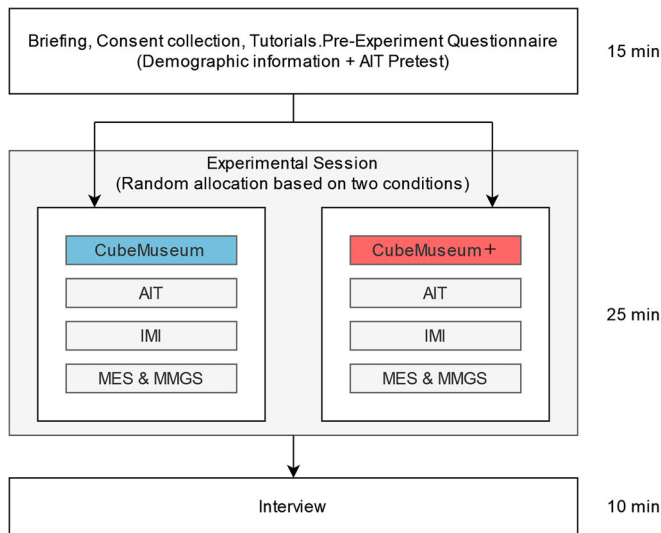 Briefing, Consent collection, Tutorials.Pre-Experiment Questionnaire
(Demographic information + AIT Pretest)
15 min
Experimental Session
(Random allocation based on two conditions)
CubeMuseum
AIT
IMI
MES & MMGS
CubeMuseum+
AIT
IMI
MES & MMGS
25 min
Interview
10 min